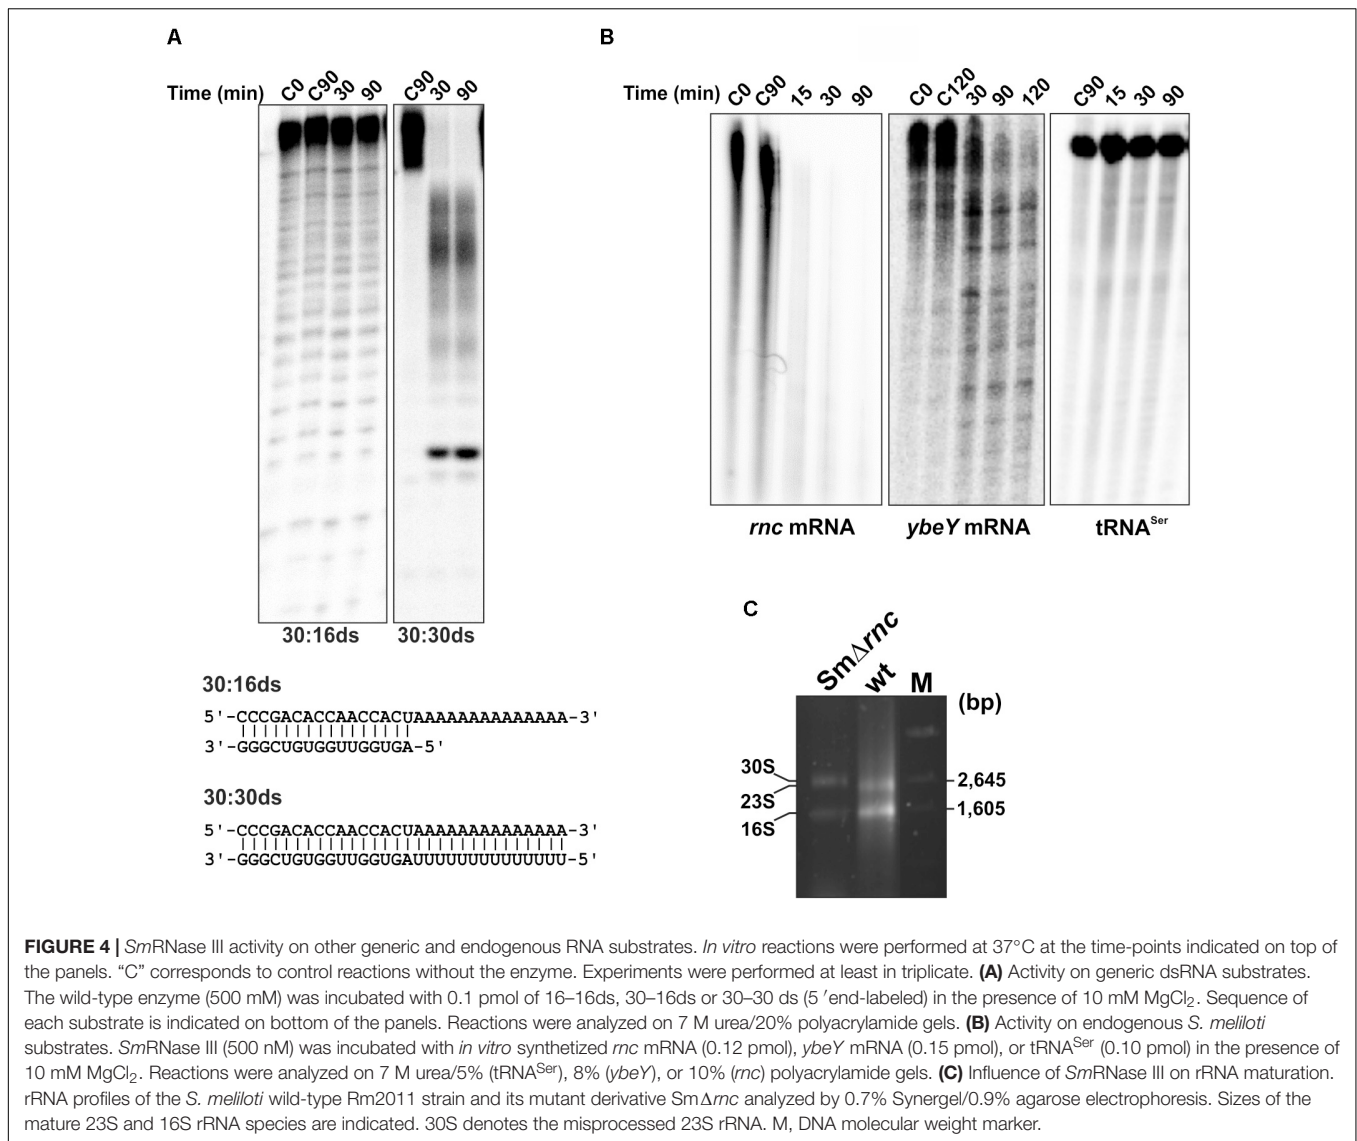 A
Time (min) C0 C90 30 90 C90 30 90
30:16ds 30:30ds
30:16ds
5'-CCCGACACCAACCACUAAAAAAAAAAAAAA-3'
3'-GGGCUGUGGUUGGUGA-5'
30:30ds
5'-CCCGACACCAACCACUAAAAAAAAAAAAAA-3'
3'-GGGCUGUGGUUGGUGAUUUUUUUUUUUUUU-5'
B
Time (min) C0 C90 15 30 90 C0 C120 30 90 120 C90 15 30 90
rnc mRNA ybeY mRNA tRNASer
C
SmΔrnc wt M (bp)
30S
23S
16S
2,645
1,605
FIGURE 4 | SmRNase III activity on other generic and endogenous RNA substrates. In vitro reactions were performed at 37°C at the time-points indicated on top of
the panels. “C” corresponds to control reactions without the enzyme. Experiments were performed at least in triplicate. (A) Activity on generic dsRNA substrates.
The wild-type enzyme (500 mM) was incubated with 0.1 pmol of 16–16ds, 30–16ds or 30–30 ds (5 ′end-labeled) in the presence of 10 mM MgCl2. Sequence of
each substrate is indicated on bottom of the panels. Reactions were analyzed on 7 M urea/20% polyacrylamide gels. (B) Activity on endogenous S. meliloti
substrates. SmRNase III (500 nM) was incubated with in vitro synthetized rnc mRNA (0.12 pmol), ybeY mRNA (0.15 pmol), or tRNASer (0.10 pmol) in the presence of
10 mM MgCl2. Reactions were analyzed on 7 M urea/5% (tRNASer), 8% (ybeY), or 10% (rnc) polyacrylamide gels. (C) Influence of SmRNase III on rRNA maturation.
rRNA profiles of the S. meliloti wild-type Rm2011 strain and its mutant derivative SmΔrnc analyzed by 0.7% Synergel/0.9% agarose electrophoresis. Sizes of the
mature 23S and 16S rRNA species are indicated. 30S denotes the misprocessed 23S rRNA. M, DNA molecular weight marker.